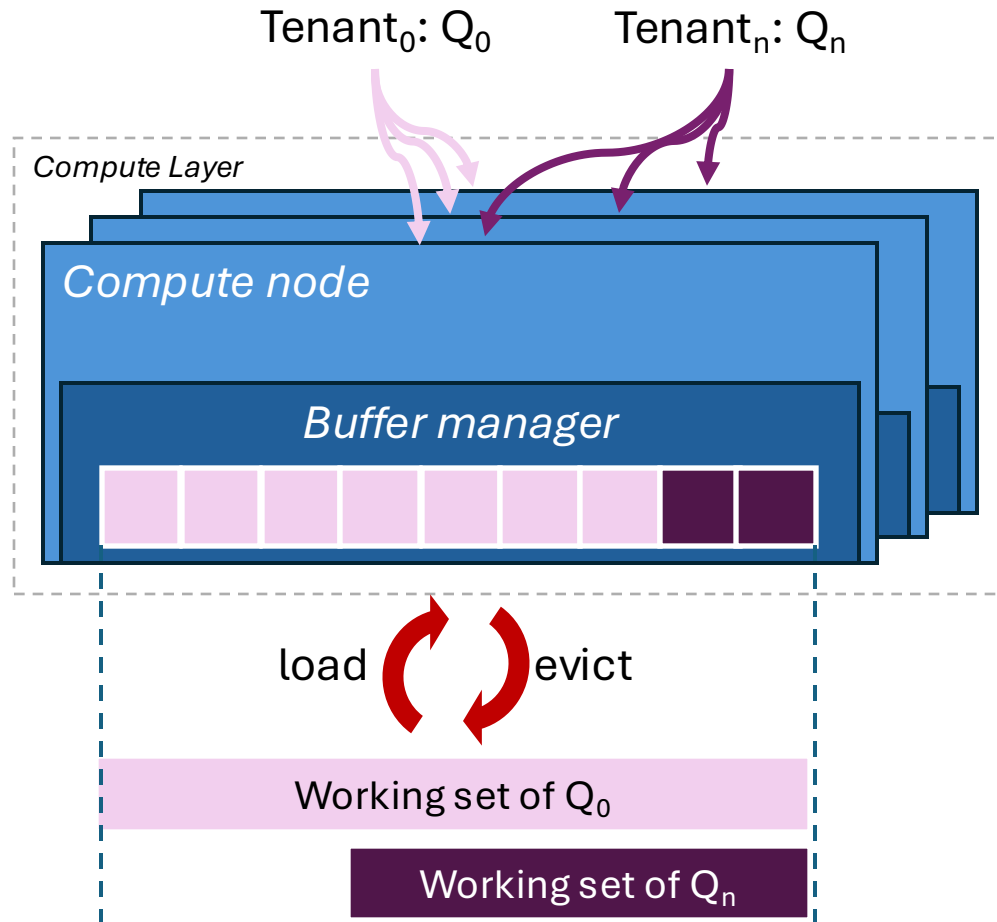 Tenant₀: Q₀ Tenantₙ: Qₙ
Compute Layer
Compute node
Buffer manager
load evict
Working set of Q₀
Working set of Qₙ